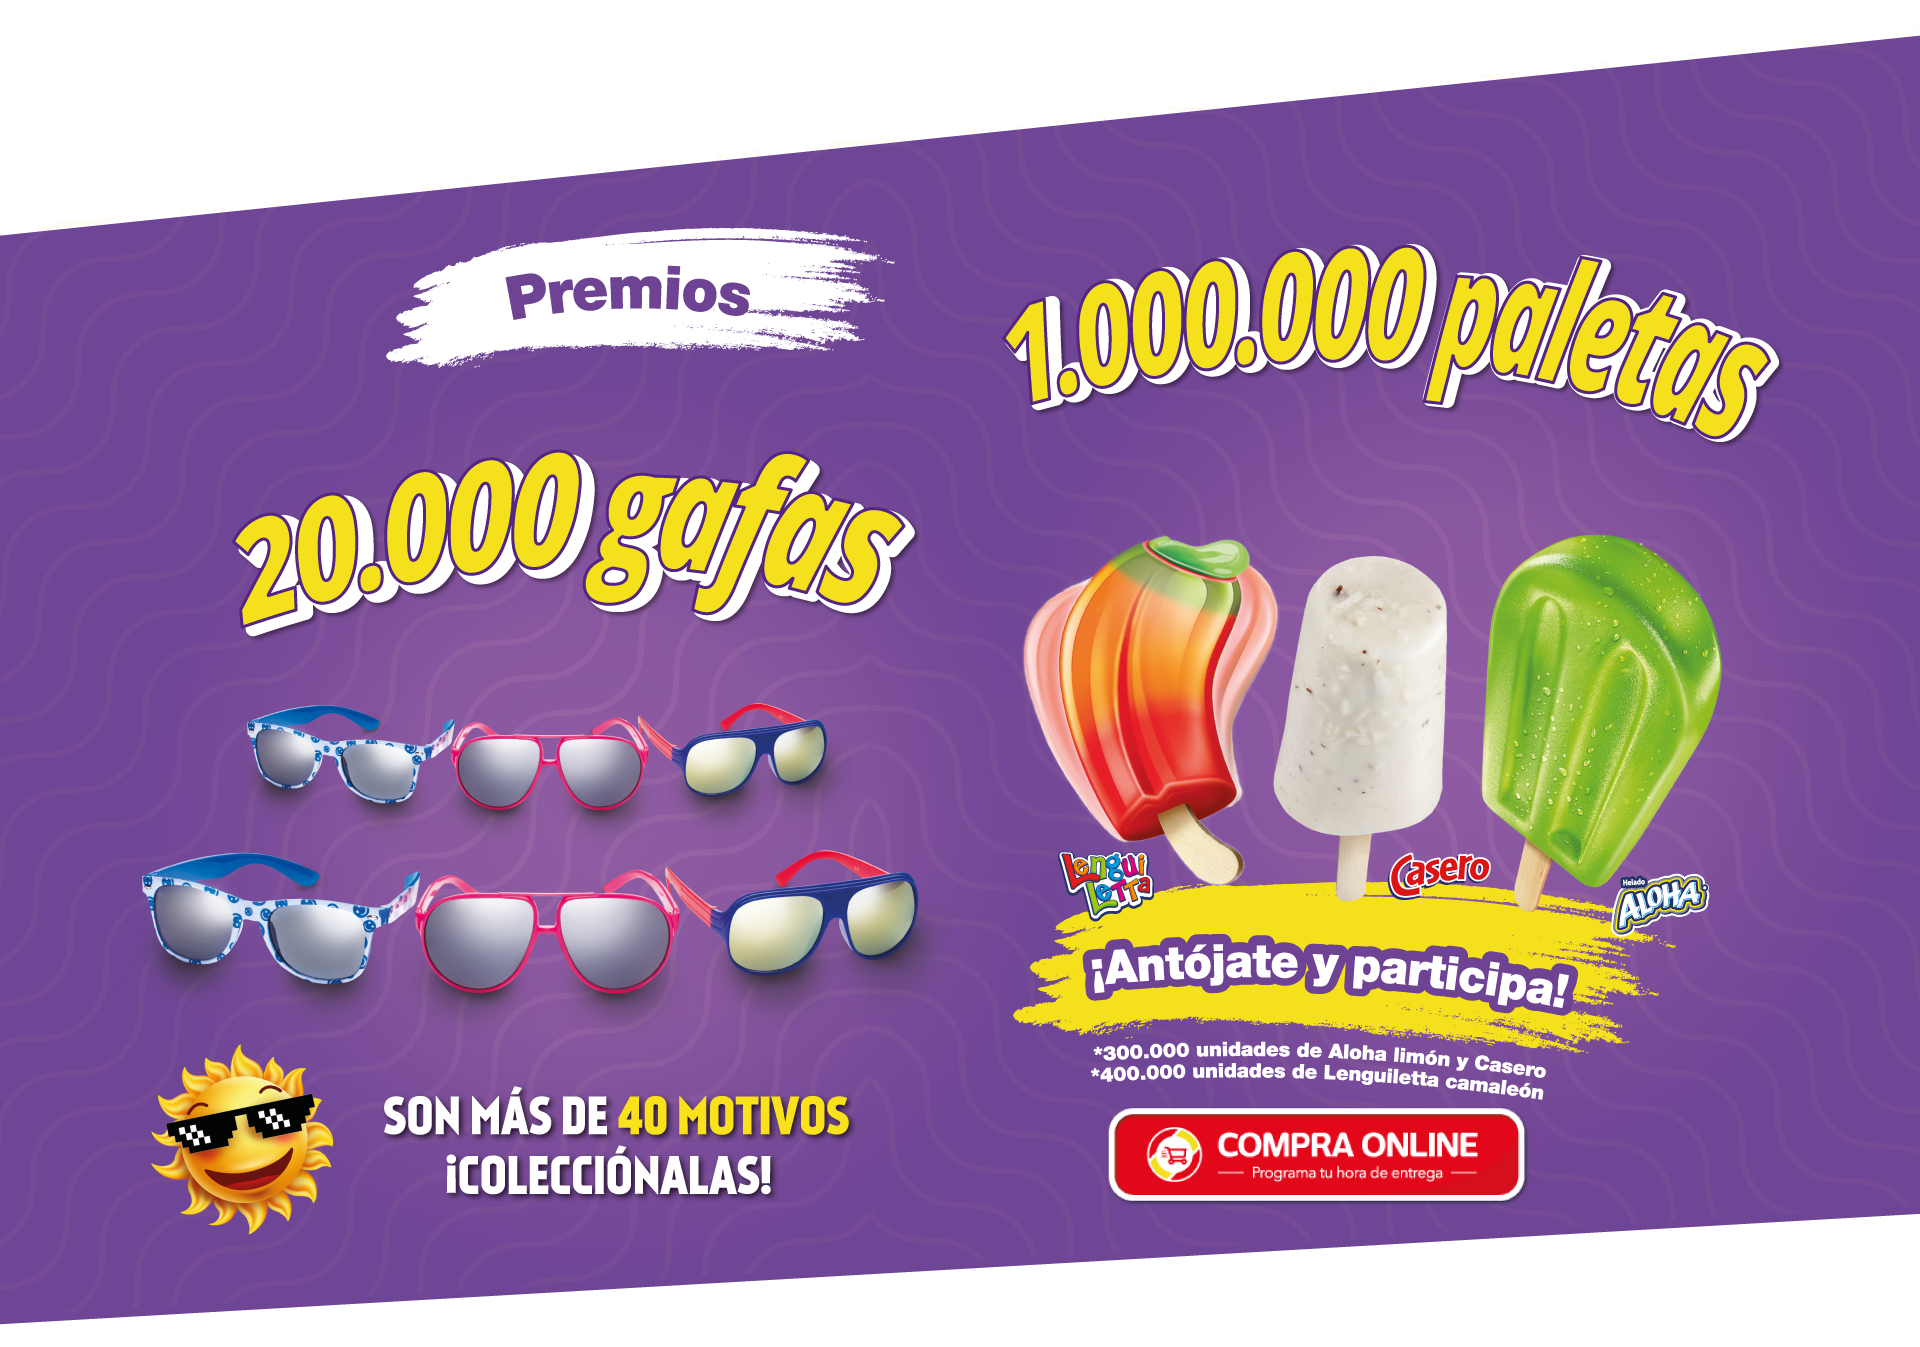 Premios
20.000 gafas
SON MÁS DE 40 MOTIVOS
¡COLECCIÓNALAS!
1.000.000 paletas
Lengui
Letta
Casero
Helado
ALOHA
¡Antójate y participa!
*300.000 unidades de Aloha limón y Casero
*400.000 unidades de Lenguiletta camaleón
COMPRA ONLINE
Programa tu hora de entrega